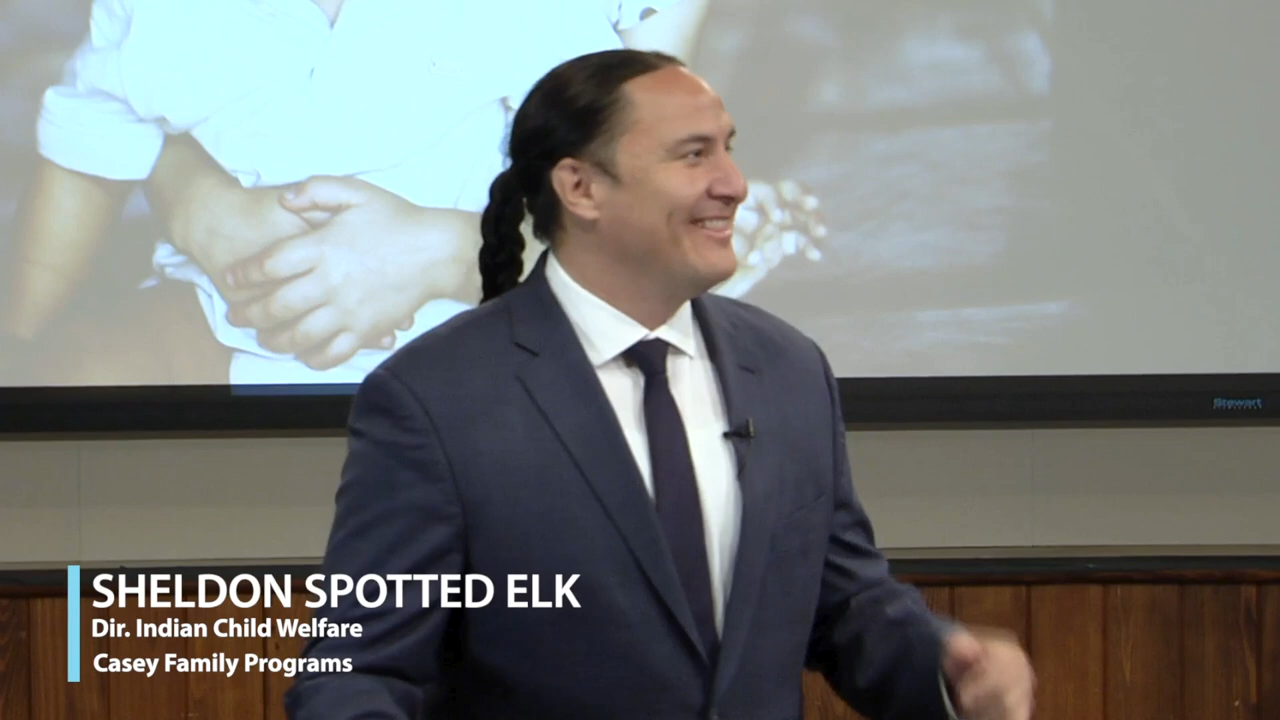 Stewart
SHELDON SPOTTED ELK
Dir. Indian Child Welfare
Casey Family Programs